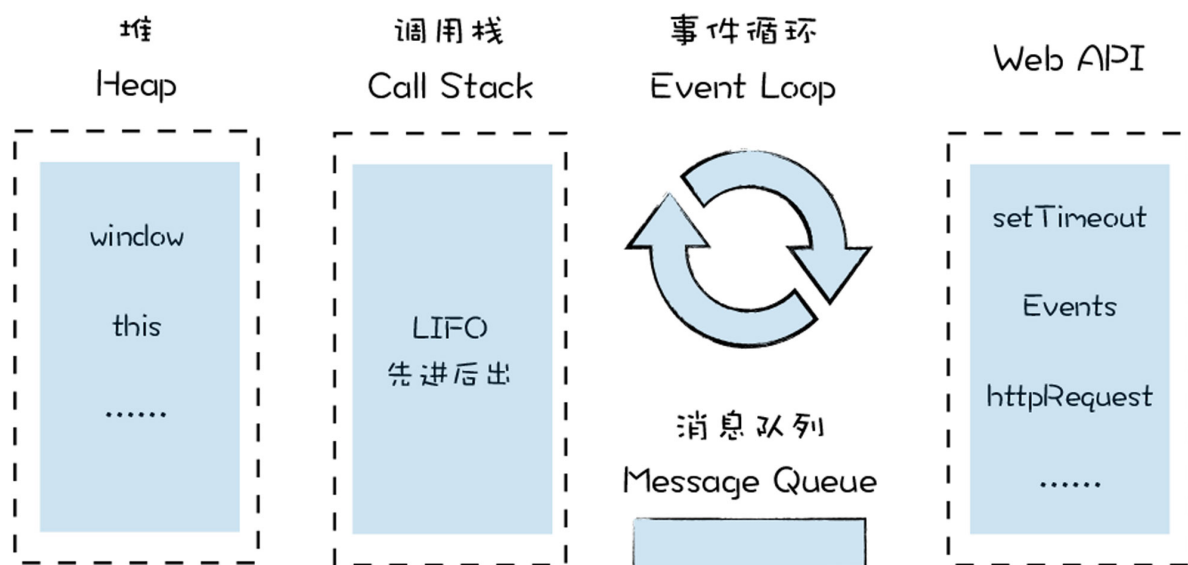 堆
Heap
window
this
······
调用栈
Call Stack
LIFO
先进后出
事件循环
Event Loop
消息队列
Message Queue
Web API
setTimeout
Events
httpRequest
······